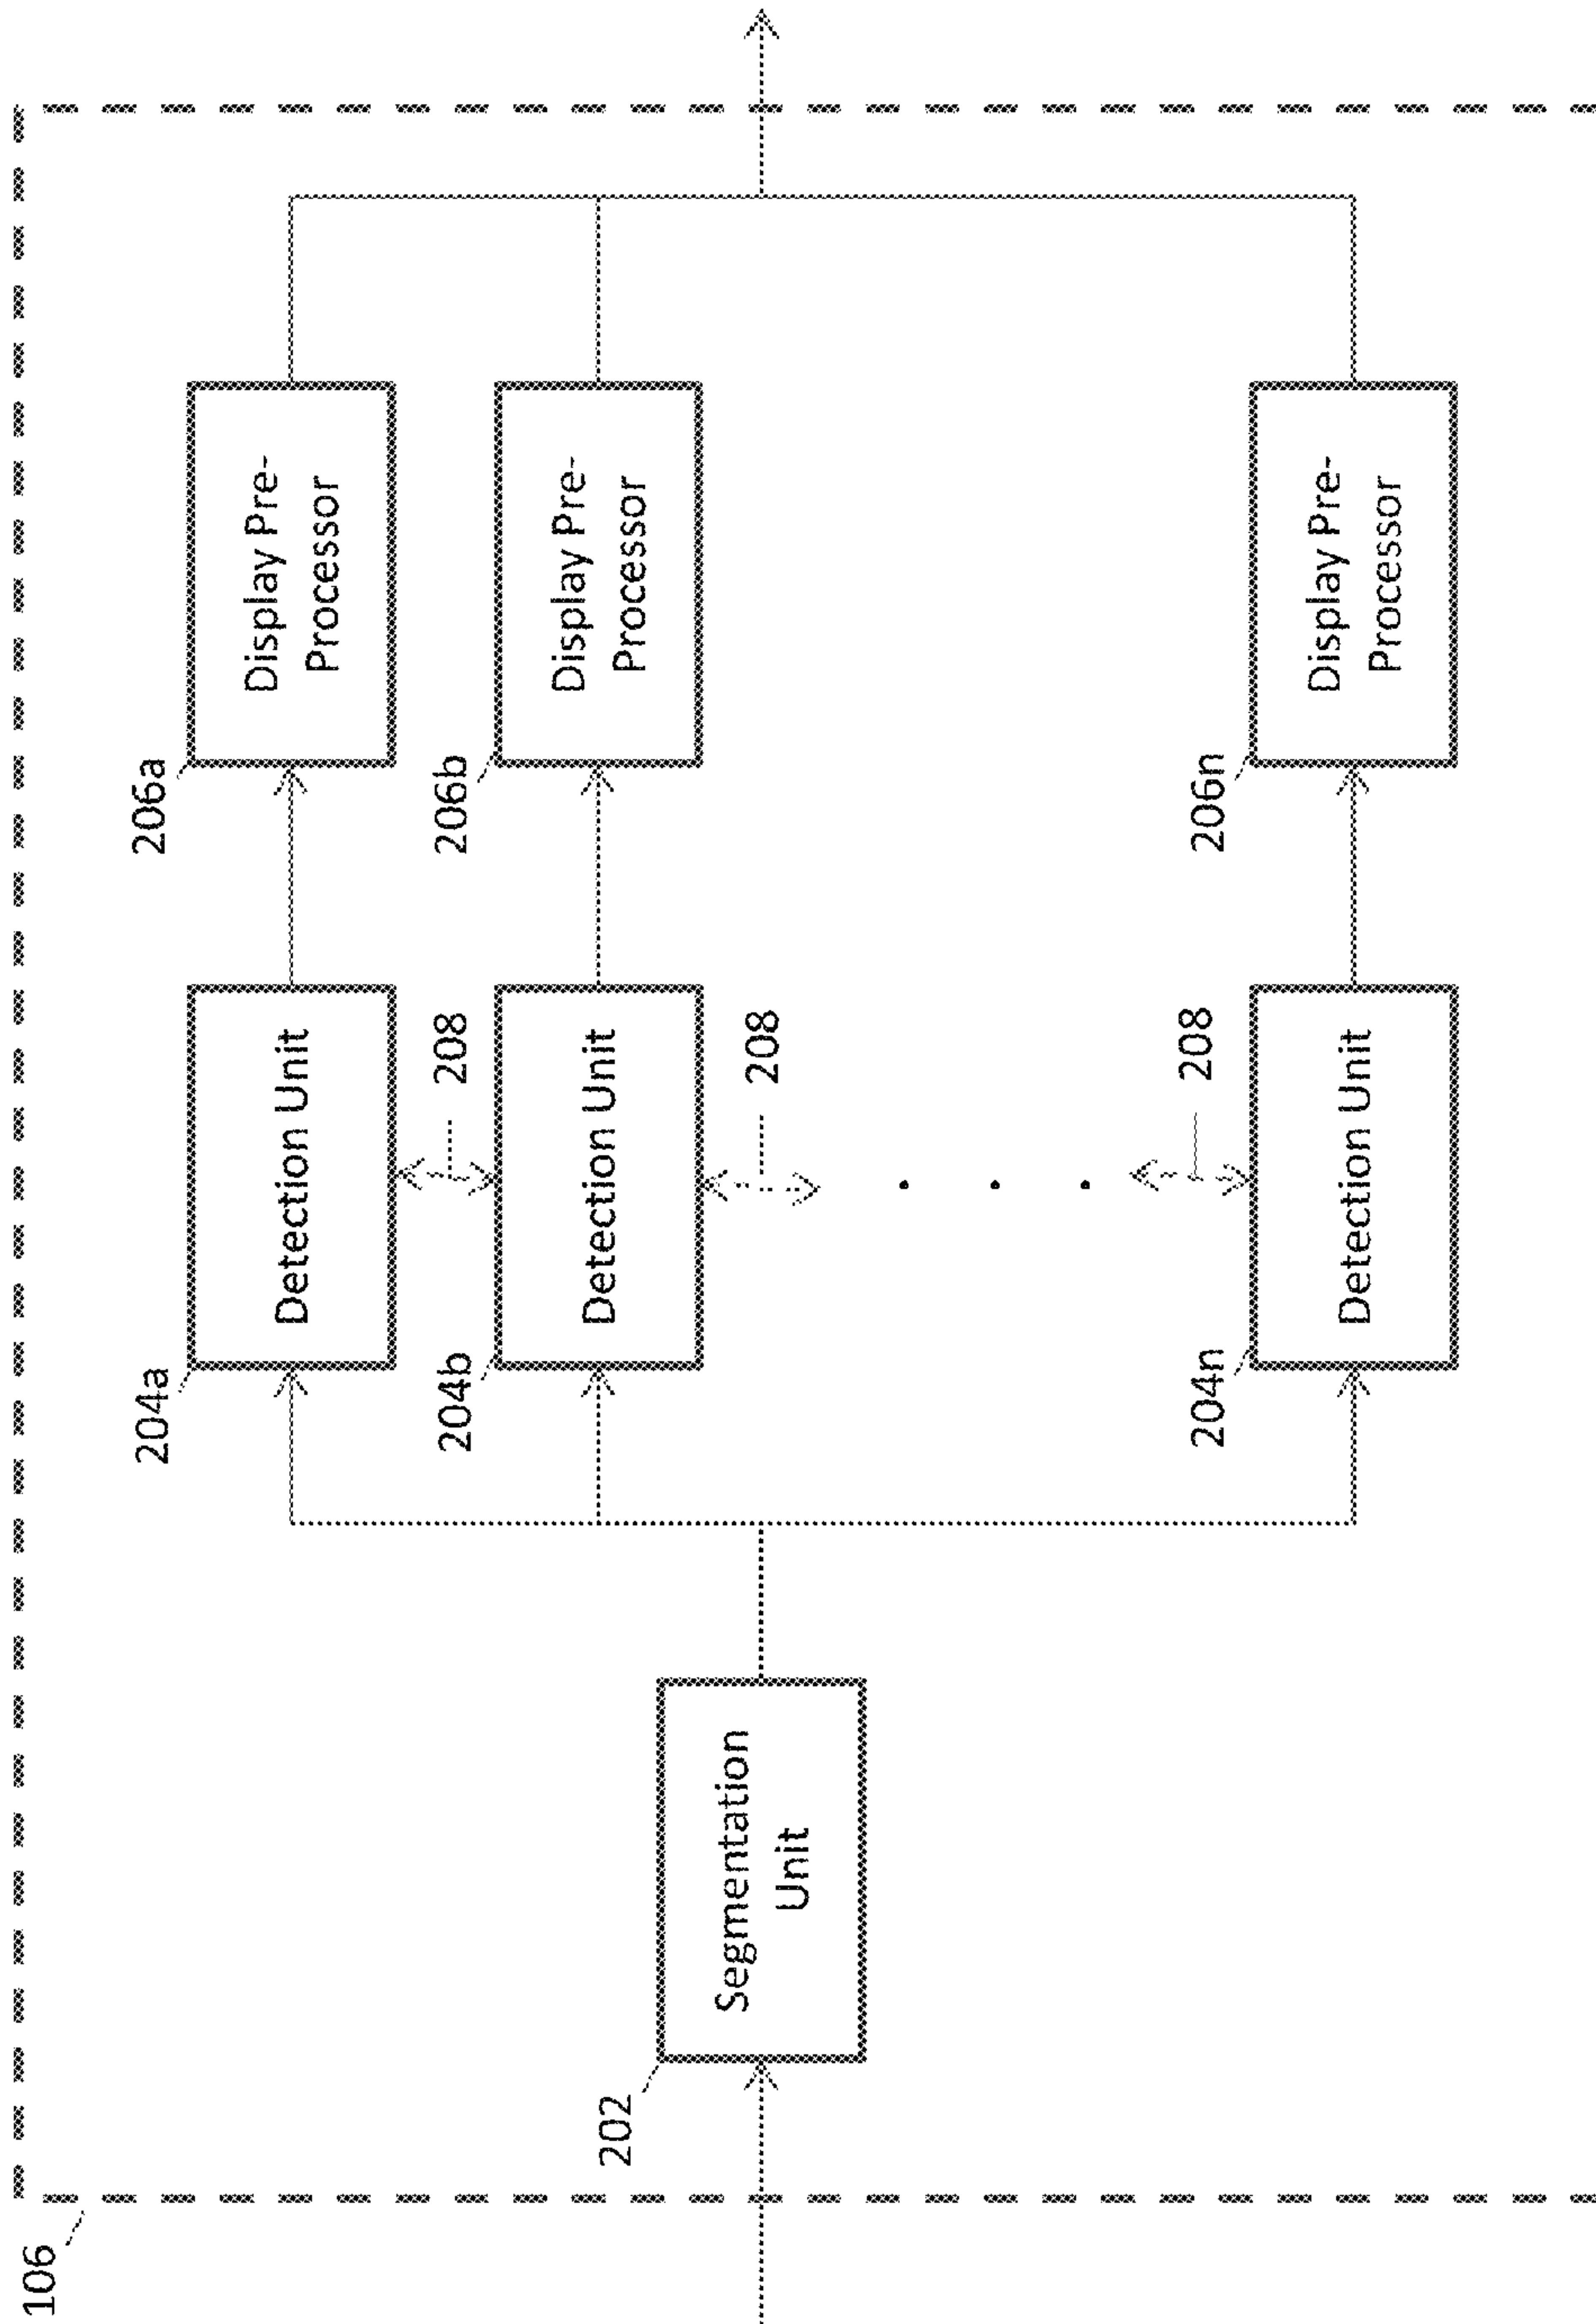 106
202
Segmentation
Unit
204a
Detection Unit
208
204b
Detection Unit
208
204n
Detection Unit
208
206a
Display Pre-
Processor
206b
Display Pre-
Processor
206n
Display Pre-
Processor